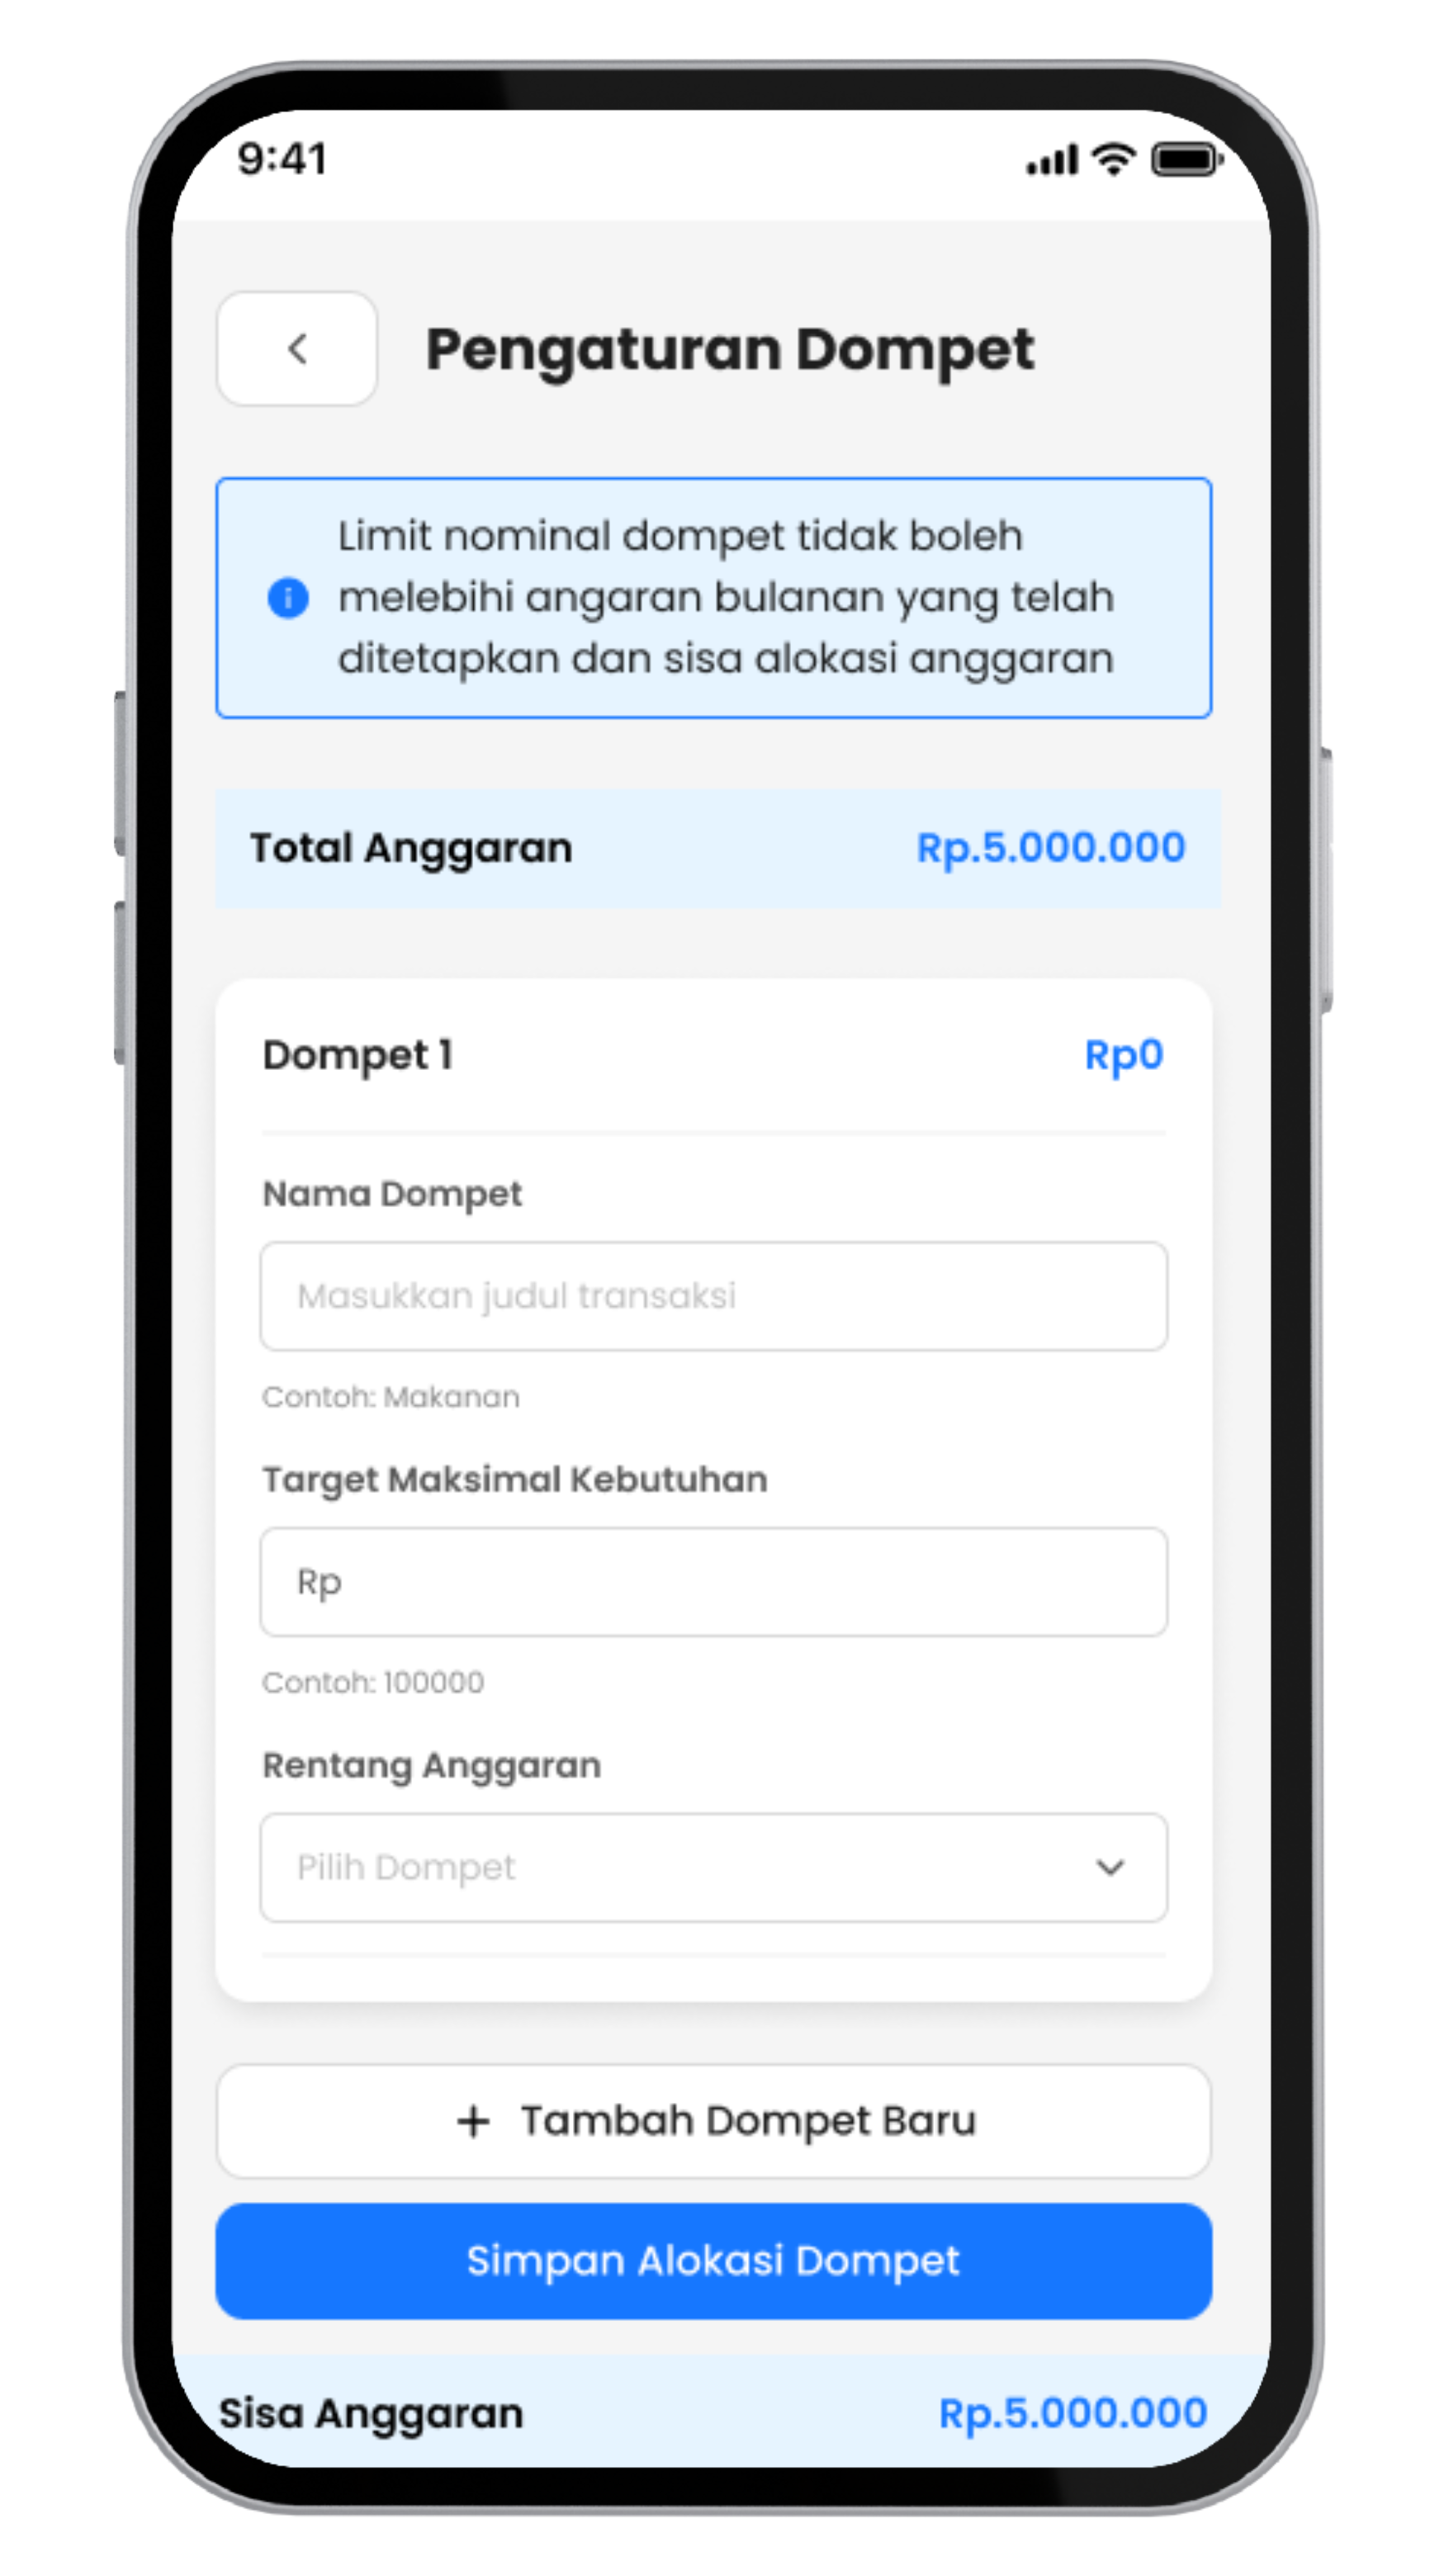 9:41
Pengaturan Dompet
Limit nominal dompet tidak boleh
melebihi angaran bulanan yang telah
ditetapkan dan sisa alokasi anggaran
Total Anggaran Rp.5.000.000
Dompet 1 Rp0
Nama Dompet
Masukkan judul transaksi
Contoh: Makanan
Target Maksimal Kebutuhan
Rp
Contoh: 100000
Rentang Anggaran
Pilih Dompet
+ Tambah Dompet Baru
Simpan Alokasi Dompet
Sisa Anggaran Rp.5.000.000